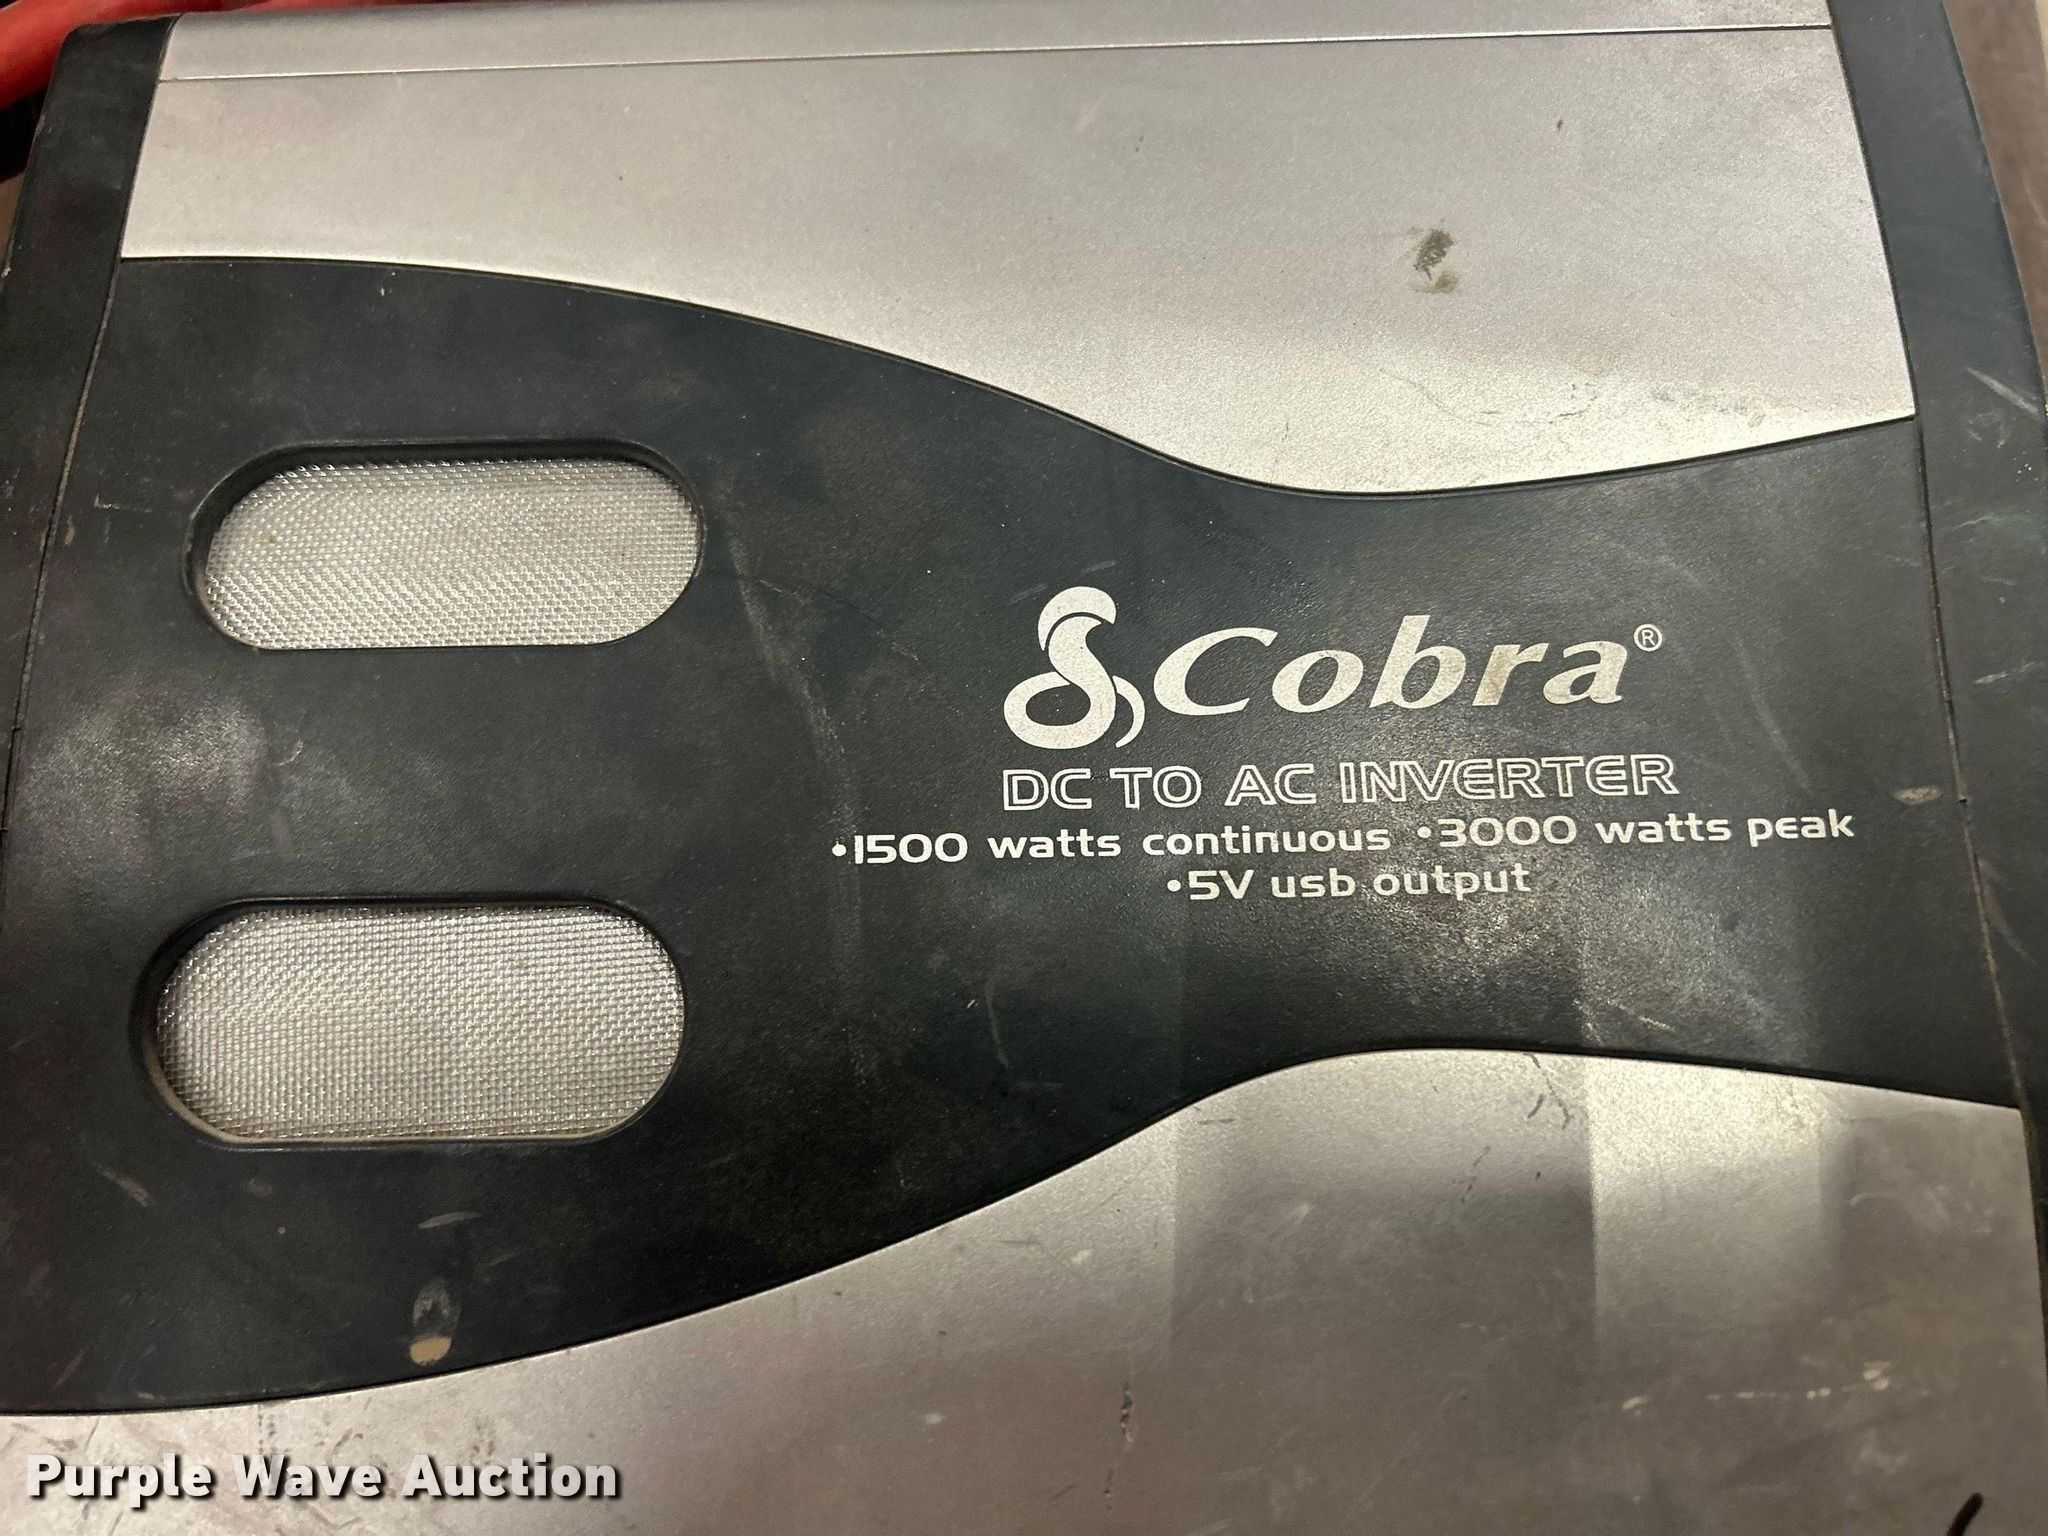 Cobra®
DC TO AC INVERTER
•1500 watts continuous •3000 watts peak
•5V usb output
Purple Wave Auction